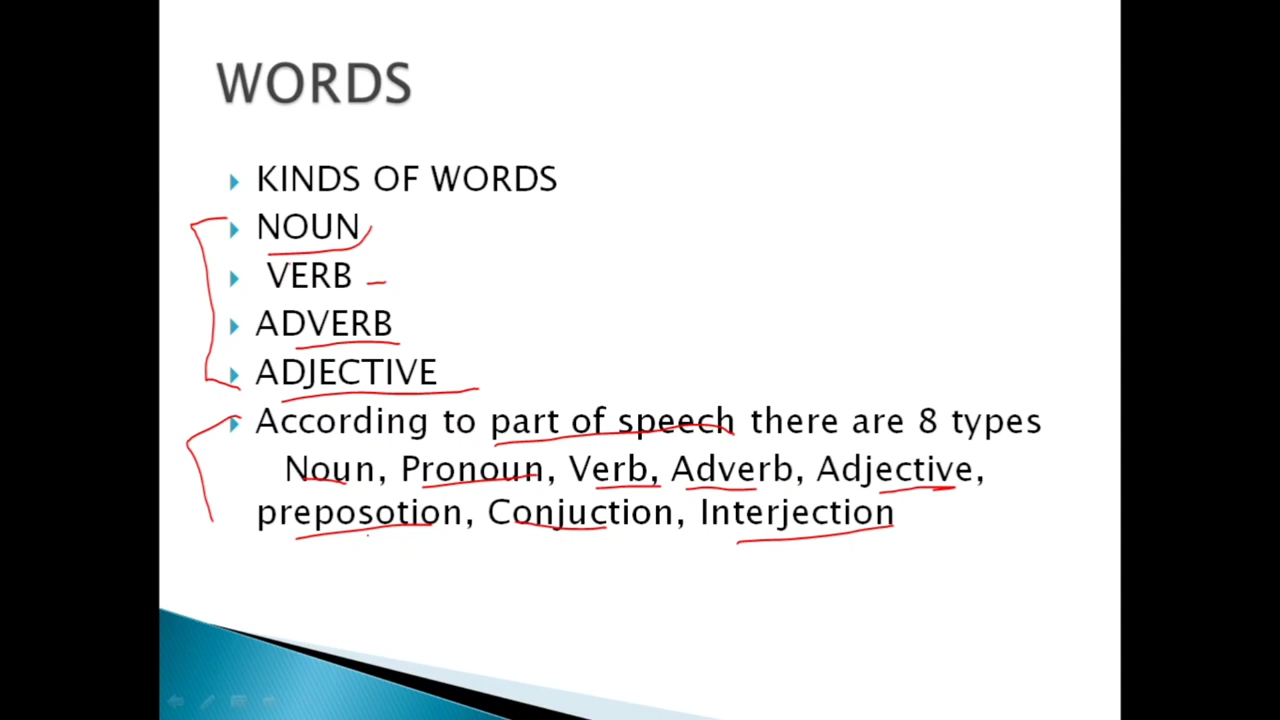 WORDS
KINDS OF WORDS
NOUN
VERB
ADVERB
ADJECTIVE
According to part of speech there are 8 types
Noun, Pronoun, Verb, Adverb, Adjective,
preposotion, Conjuction, Interjection